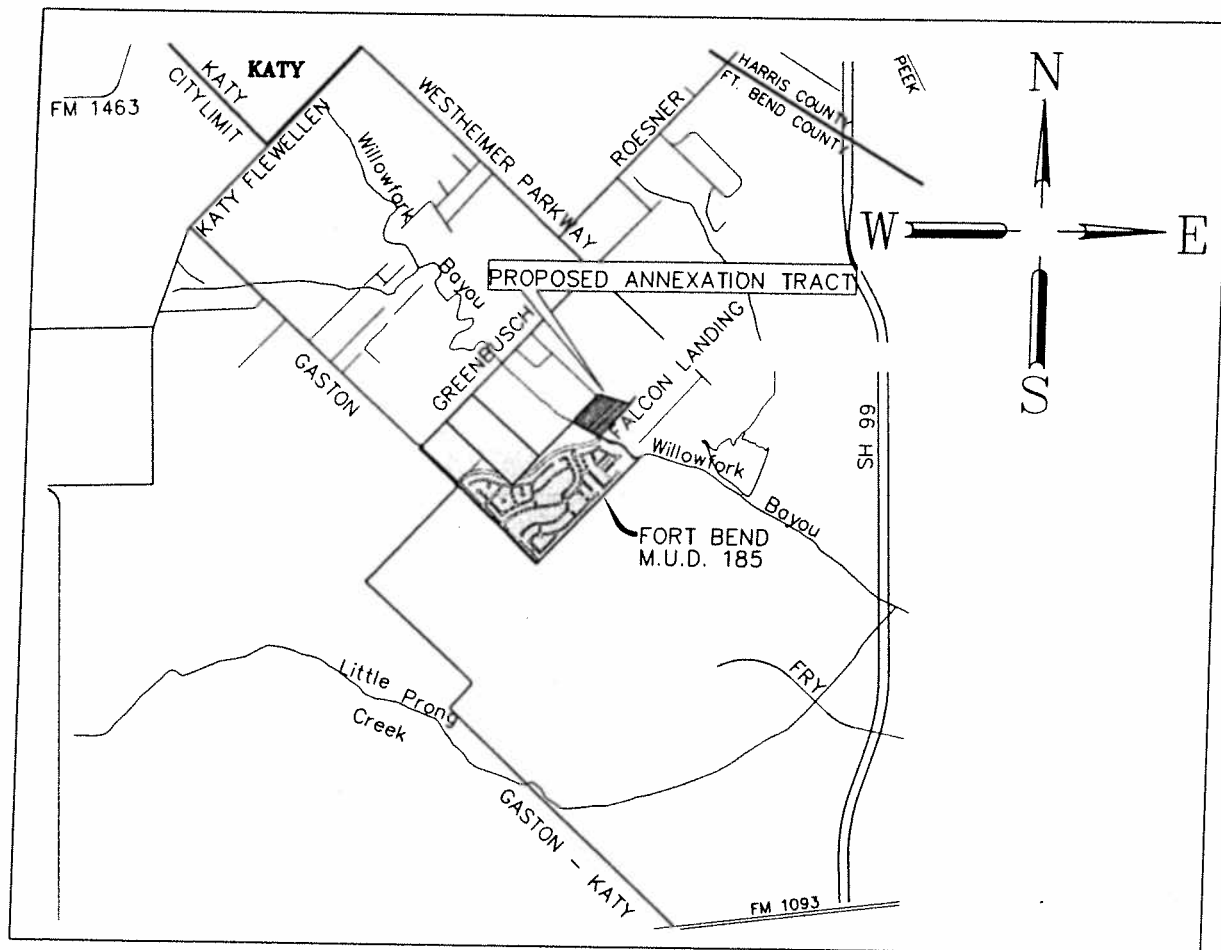 KATY
KATY
CITYLIMIT
FM 1463
KATY FLEWELLEN
WESTHEIMER PARKWAY
ROESNER
HARRIS COUNTY
FT. BEND COUNTY
PEEK
N
W
E
S
Willowfork
Bayou
PROPOSED ANNEXATION TRACT
GREENBUSCH
GASTON
FALCON LANDING
SH 99
Willowfork
Bayou
FORT BEND
M.U.D. 185
Little Prong
Creek
FRY
GASTON – KATY
FM 1093